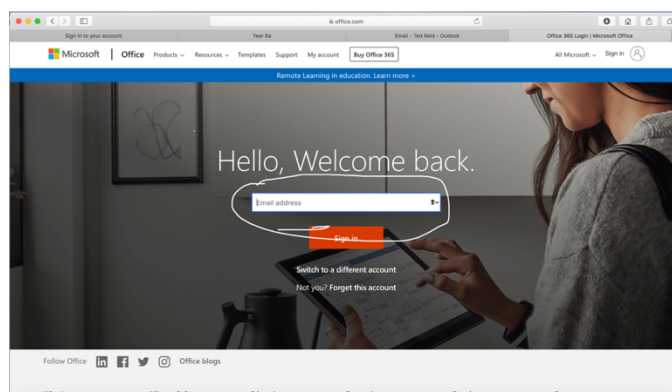 office.com
Sign in to your account
Year 6a
Email - Ted Reid - Outlook
Office 365 Login | Microsoft Office
Microsoft
Office
Products
Resources
Templates
Support
My account
Buy Office 365
All Microsoft
Sign in
Remote Learning in education. Learn more >
Hello, Welcome back.
Email address
Sign in
Switch to a different account
Not you? Forget this account
Follow Office
Office blogs